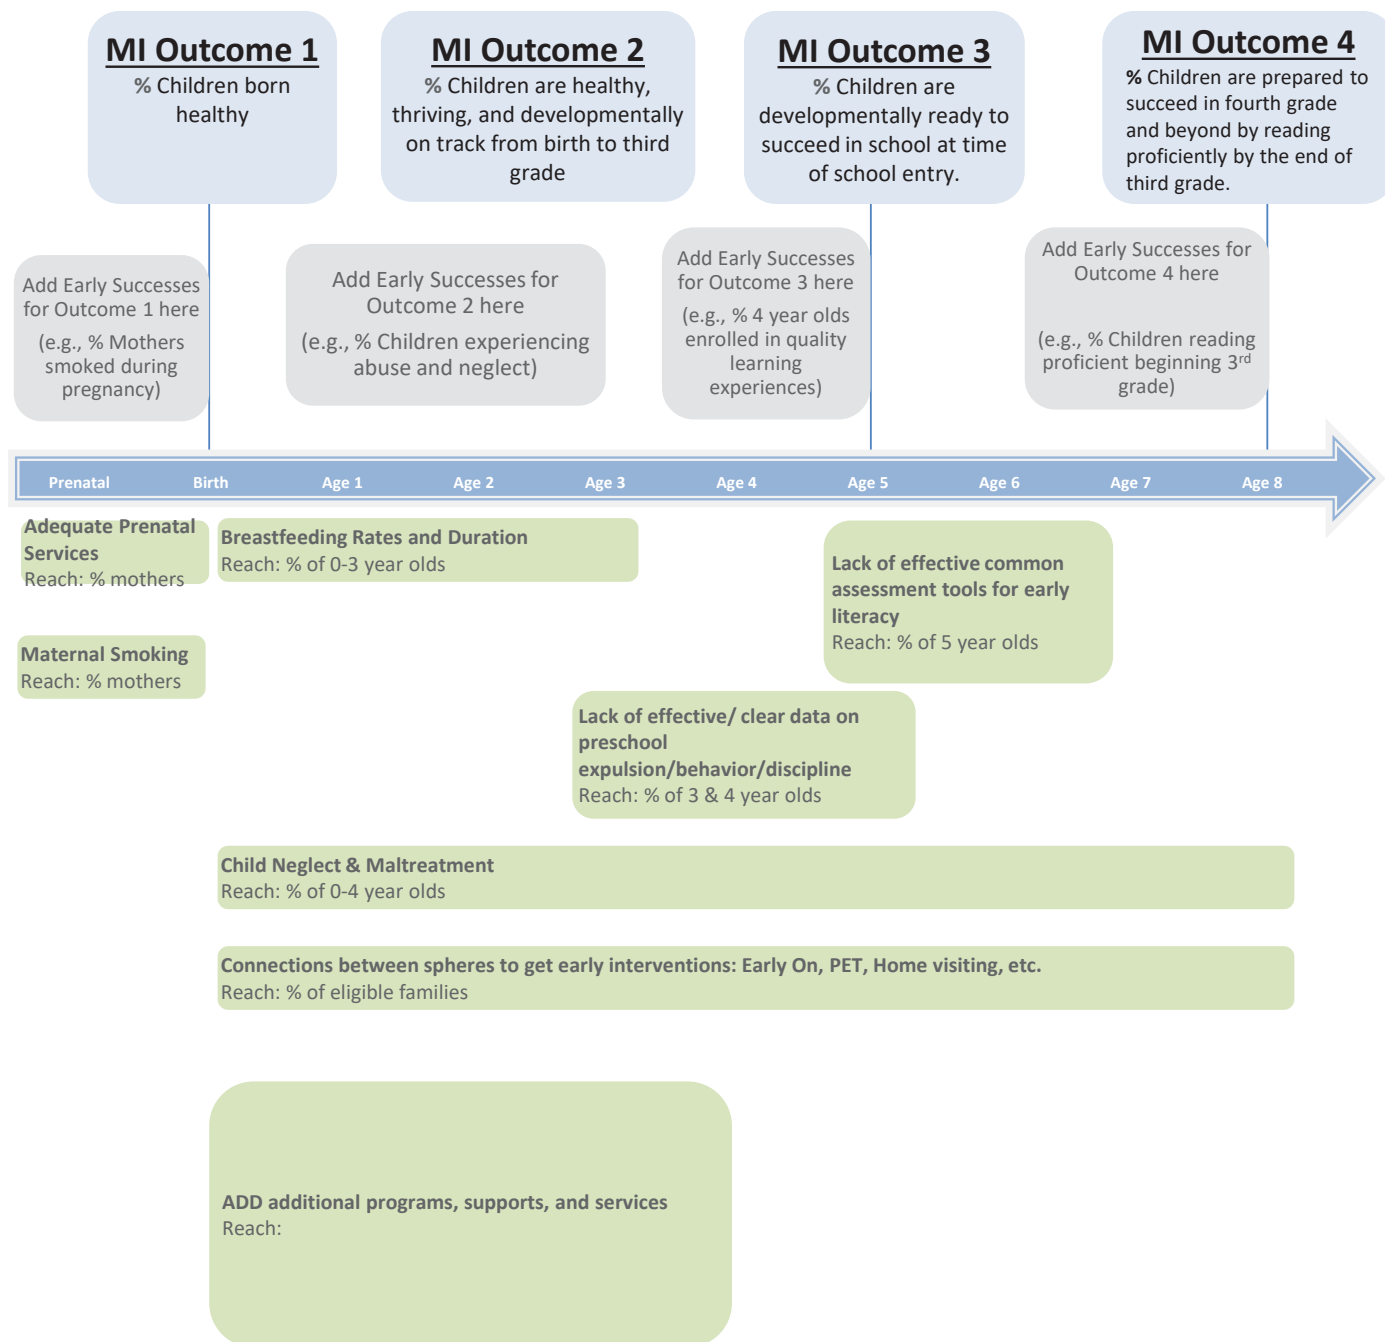 MI Outcome 1
% Children born
healthy
MI Outcome 2
% Children are healthy,
thriving, and developmentally
on track from birth to third
grade
MI Outcome 3
% Children are
developmentally ready to
succeed in school at time
of school entry.
MI Outcome 4
% Children are prepared to
succeed in fourth grade
and beyond by reading
proficiently by the end of
third grade.
Add Early Successes
for Outcome 1 here
(e.g., % Mothers
smoked during
pregnancy)
Add Early Successes for
Outcome 2 here
(e.g., % Children experiencing
abuse and neglect)
Add Early Successes
for Outcome 3 here
(e.g., % 4 year olds
enrolled in quality
learning
experiences)
Add Early Successes for
Outcome 4 here
(e.g., % Children reading
proficient beginning 3rd
grade)
Prenatal Birth Age 1 Age 2 Age 3 Age 4 Age 5 Age 6 Age 7 Age 8
Adequate Prenatal
Services
Reach: % mothers
Breastfeeding Rates and Duration
Reach: % of 0-3 year olds
Lack of effective common
assessment tools for early
literacy
Reach: % of 5 year olds
Maternal Smoking
Reach: % mothers
Lack of effective/ clear data on
preschool
expulsion/behavior/discipline
Reach: % of 3 & 4 year olds
Child Neglect & Maltreatment
Reach: % of 0-4 year olds
Connections between spheres to get early interventions: Early On, PET, Home visiting, etc.
Reach: % of eligible families
ADD additional programs, supports, and services
Reach: